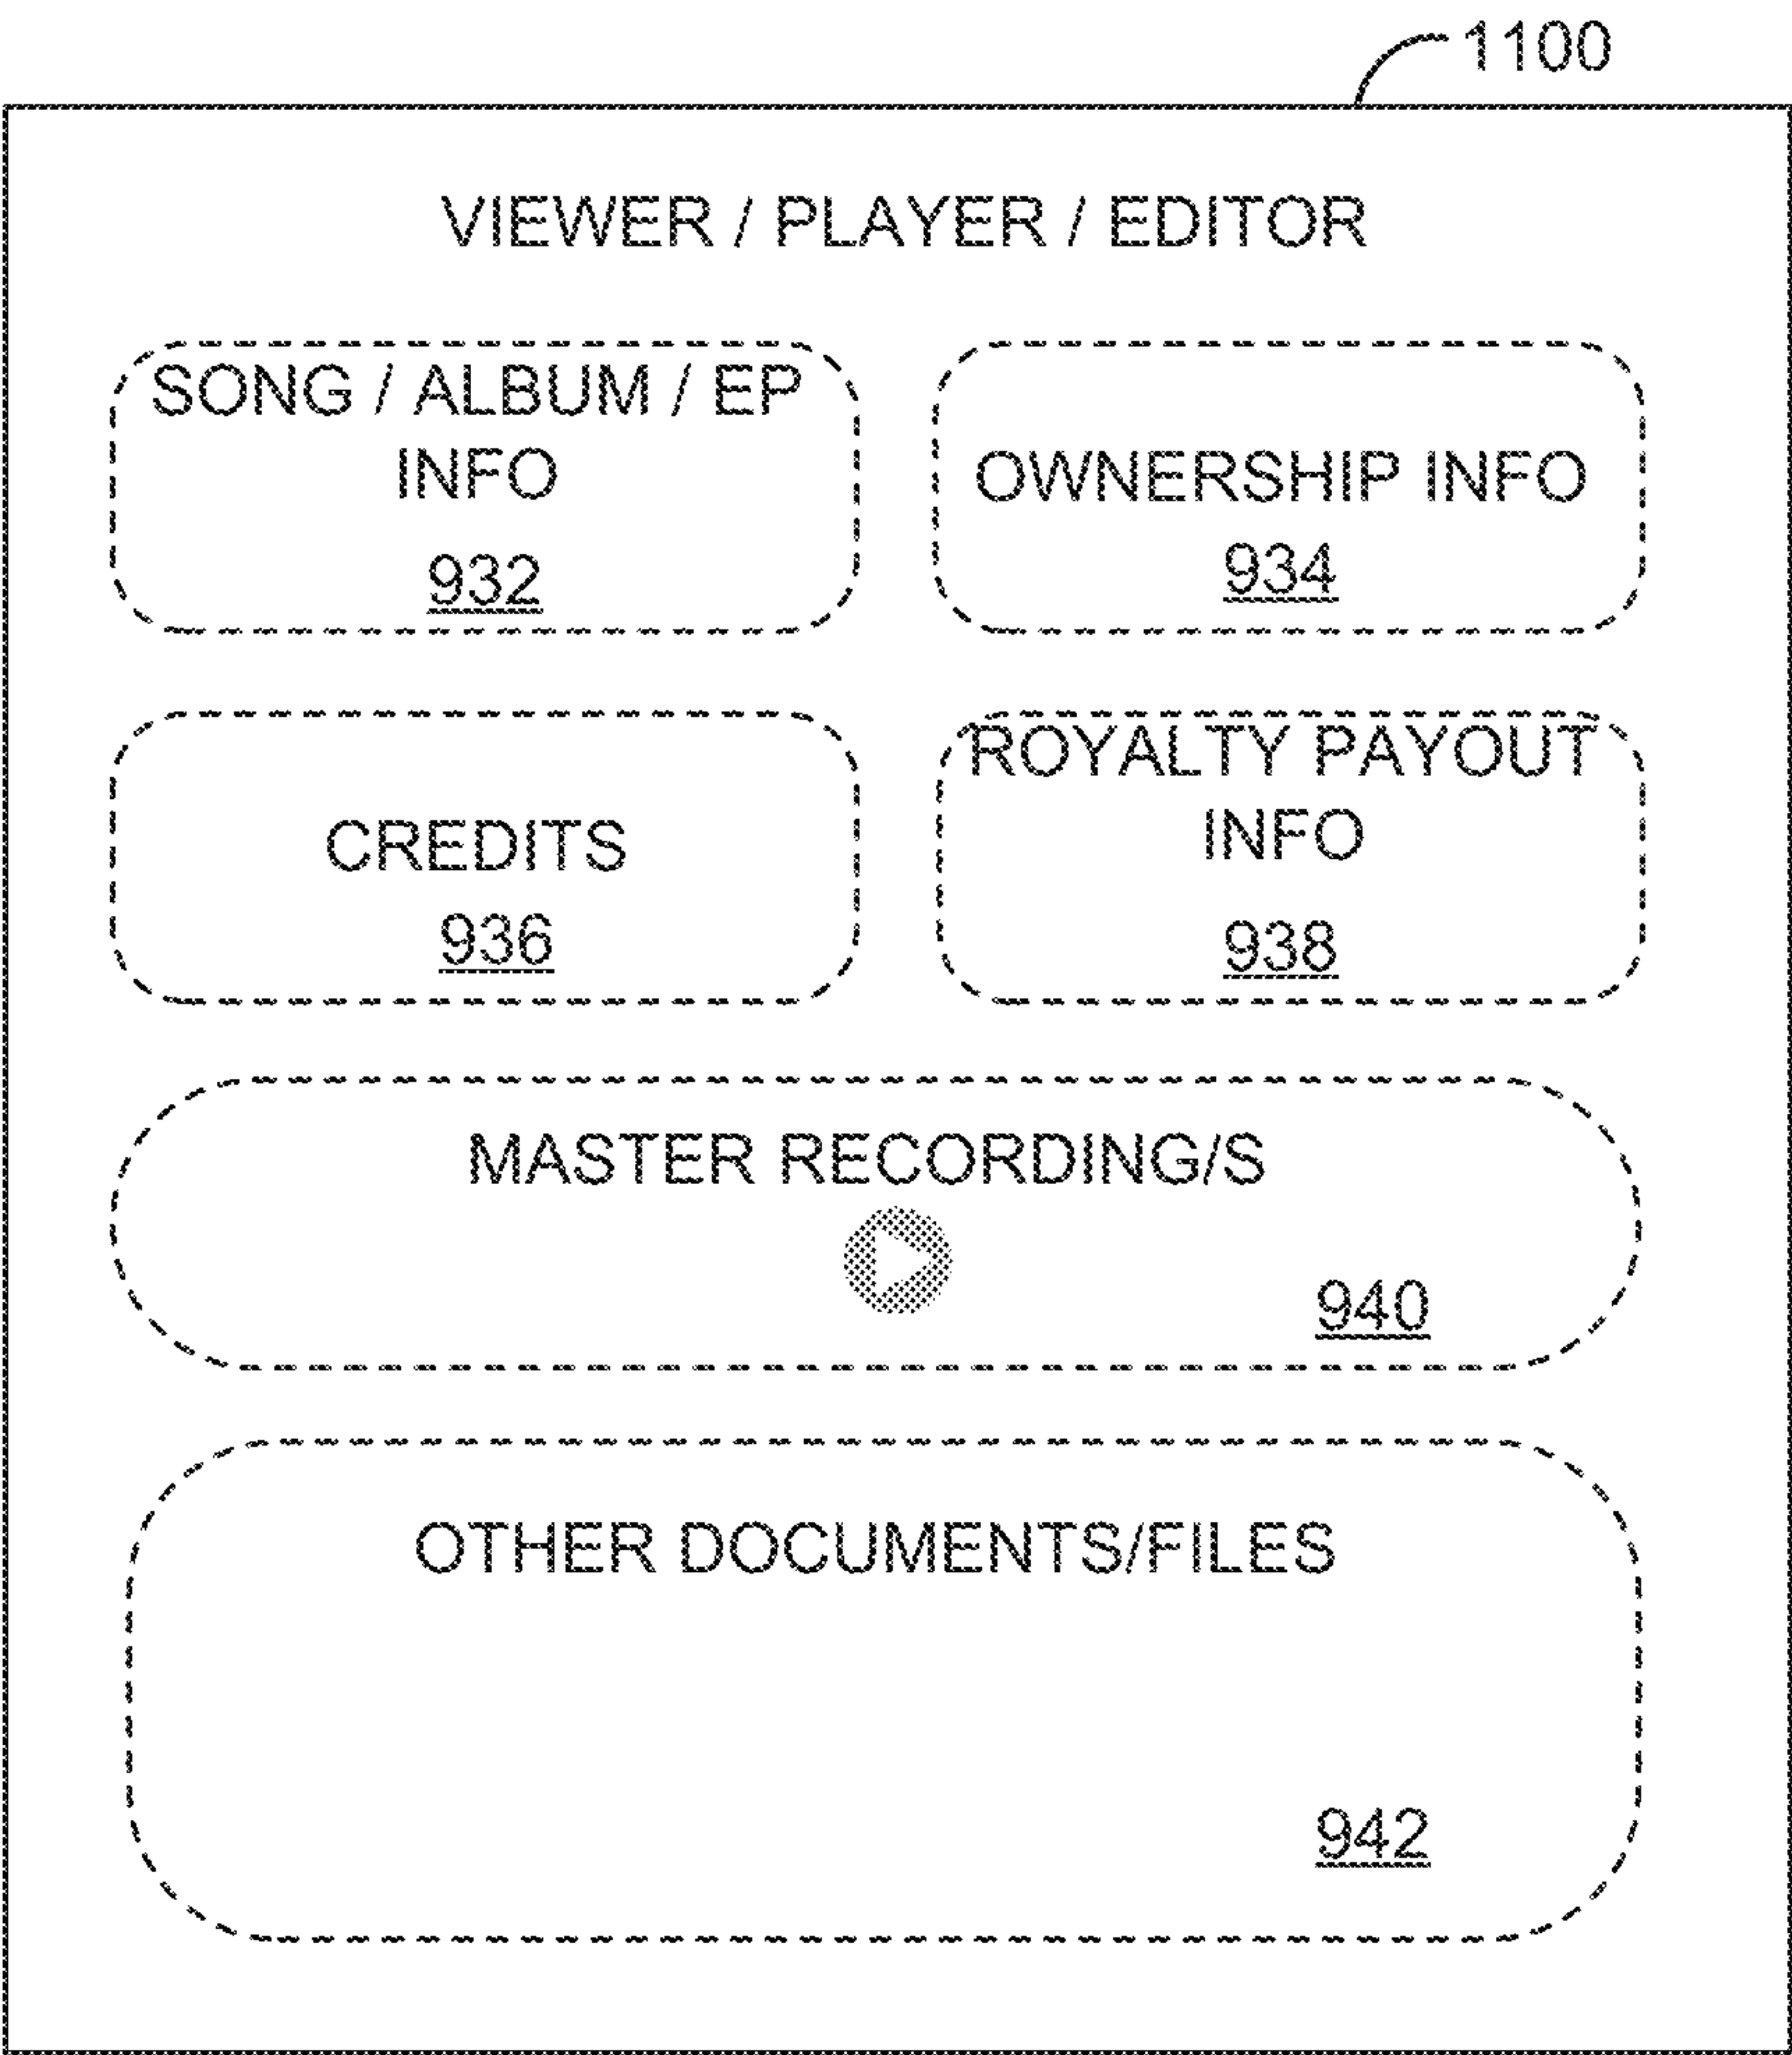 1100
VIEWER / PLAYER / EDITOR
SONG / ALBUM / EP
INFO
932
OWNERSHIP INFO
934
CREDITS
936
ROYALTY PAYOUT
INFO
938
MASTER RECORDING/S
940
OTHER DOCUMENTS/FILES
942